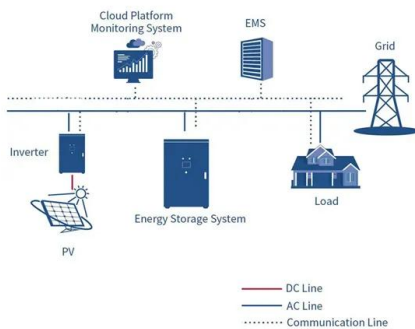 Cloud Platform
Monitoring System
EMS
Grid
Inverter
Energy Storage System
Load
PV
DC Line
AC Line
Communication Line